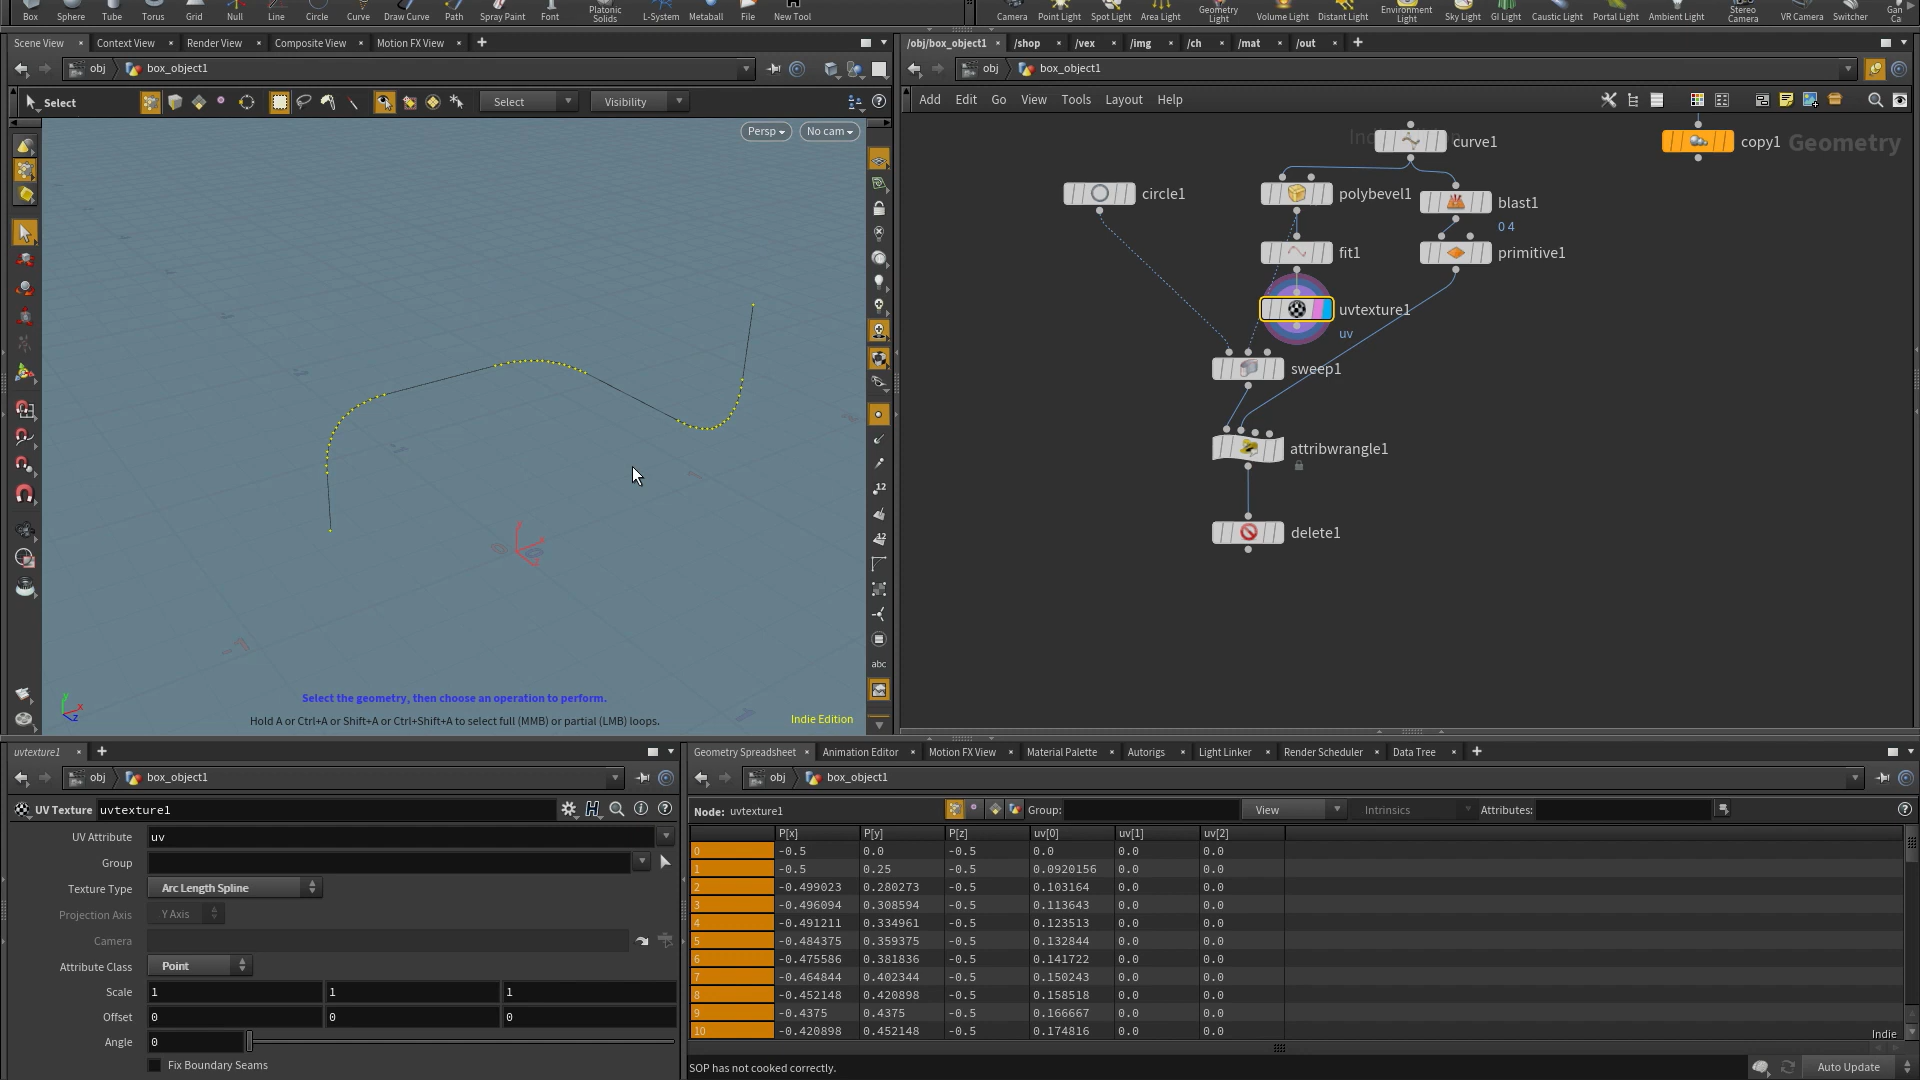 Box Sphere Tube Torus Grid Null Line Circle Curve Draw Curve Path Spray Paint Font Platonic Solids L-System Metaball File New Tool
Camera Point Light Spot Light Area Light Geometry Light Volume Light Distant Light Environment Light Sky Light GI Light Caustic Light Portal Light Ambient Light Stereo Camera VR Camera Switcher Gan Ca
Scene View Context View Render View Composite View Motion FX View
/obj/box_object1 /shop /vex /img /ch /mat /out
obj box_object1
obj box_object1
Select Select Visibility
Add Edit Go View Tools Layout Help
Persp No cam
curve1
copy1 Geometry
circle1 polybevel1 blast1
0 4
fit1 primitive1
uvtexture1
uv
sweep1
attribwrangle1
delete1
12
12
abc
Select the geometry, then choose an operation to perform.
Hold A or Ctrl+A or Shift+A or Ctrl+Shift+A to select full (MMB) or partial (LMB) loops.
Indie Edition
y x z
uvtexture1
obj box_object1
UV Texture uvtexture1
UV Attribute uv
Group
Texture Type Arc Length Spline
Projection Axis Y Axis
Camera
Attribute Class Point
Scale 1 1 1
Offset 0 0 0
Angle 0
Fix Boundary Seams
Geometry Spreadsheet Animation Editor Motion FX View Material Palette Autorigs Light Linker Render Scheduler Data Tree
obj box_object1
Node: uvtexture1 Group: View Intrinsics Attributes:
P[x] P[y] P[z] uv[0] uv[1] uv[2]
0 -0.5 0.0 -0.5 0.0 0.0 0.0
1 -0.5 0.25 -0.5 0.0920156 0.0 0.0
2 -0.499023 0.280273 -0.5 0.103164 0.0 0.0
3 -0.496094 0.308594 -0.5 0.113643 0.0 0.0
4 -0.491211 0.334961 -0.5 0.123513 0.0 0.0
5 -0.484375 0.359375 -0.5 0.132844 0.0 0.0
6 -0.475586 0.381836 -0.5 0.141722 0.0 0.0
7 -0.464844 0.402344 -0.5 0.150243 0.0 0.0
8 -0.452148 0.420898 -0.5 0.158518 0.0 0.0
9 -0.4375 0.4375 -0.5 0.166667 0.0 0.0
10 -0.420898 0.452148 -0.5 0.174816 0.0 0.0
Indie
SOP has not cooked correctly.
Auto Update